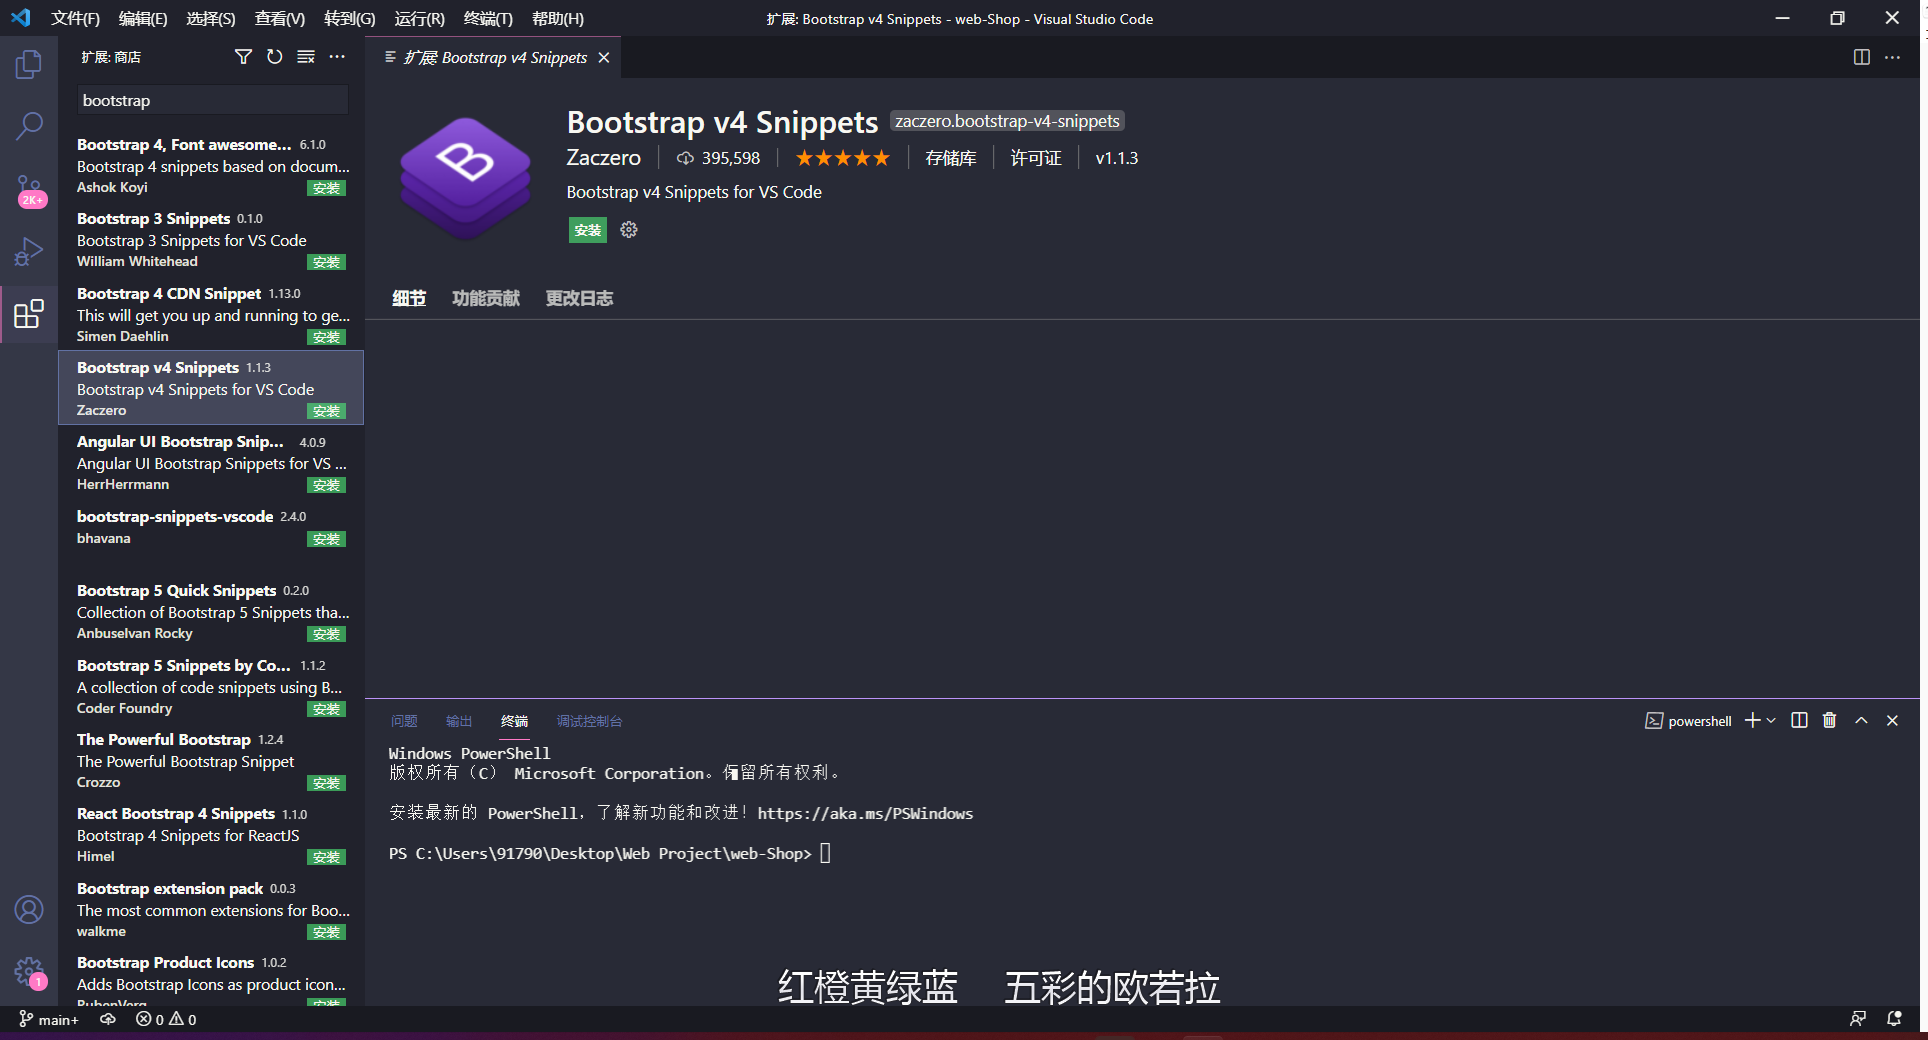 文件(F) 编辑(E) 选择(S) 查看(V) 转到(G) 运行(R) 终端(T) 帮助(H)
扩展: Bootstrap v4 Snippets - web-Shop - Visual Studio Code
扩展: 商店
bootstrap
2K+
Bootstrap 4, Font awesome... 6.1.0
Bootstrap 4 snippets based on docum...
Ashok Koyi 安装
Bootstrap 3 Snippets 0.1.0
Bootstrap 3 Snippets for VS Code
William Whitehead 安装
Bootstrap 4 CDN Snippet 1.13.0
This will get you up and running to ge...
Simen Daehlin 安装
Bootstrap v4 Snippets 1.1.3
Bootstrap v4 Snippets for VS Code
Zaczero 安装
Angular UI Bootstrap Snip... 4.0.9
Angular UI Bootstrap Snippets for VS ...
HerrHerrmann 安装
bootstrap-snippets-vscode 2.4.0
bhavana 安装
Bootstrap 5 Quick Snippets 0.2.0
Collection of Bootstrap 5 Snippets tha...
Anbuselvan Rocky 安装
Bootstrap 5 Snippets by Co... 1.1.2
A collection of code snippets using B...
Coder Foundry 安装
The Powerful Bootstrap 1.2.4
The Powerful Bootstrap Snippet
Crozzo 安装
React Bootstrap 4 Snippets 1.1.0
Bootstrap 4 Snippets for ReactJS
Himel 安装
Bootstrap extension pack 0.0.3
The most common extensions for Boo...
walkme 安装
Bootstrap Product Icons 1.0.2
Adds Bootstrap Icons as product icon...
RubenVerg 安装
1
扩展 Bootstrap v4 Snippets
B
Bootstrap v4 Snippets zaczero.bootstrap-v4-snippets
Zaczero 395,598 ★★★★★ 存储库 许可证 v1.1.3
Bootstrap v4 Snippets for VS Code
安装
细节 功能贡献 更改日志
问题 输出 终端 调试控制台
powershell
Windows PowerShell
版权所有 (C) Microsoft Corporation。保留所有权利。
安装最新的 PowerShell，了解新功能和改进！https://aka.ms/PSWindows
PS C:\Users\91790\Desktop\Web Project\web-Shop>
红橙黄绿蓝 五彩的欧若拉
main+ 0 0